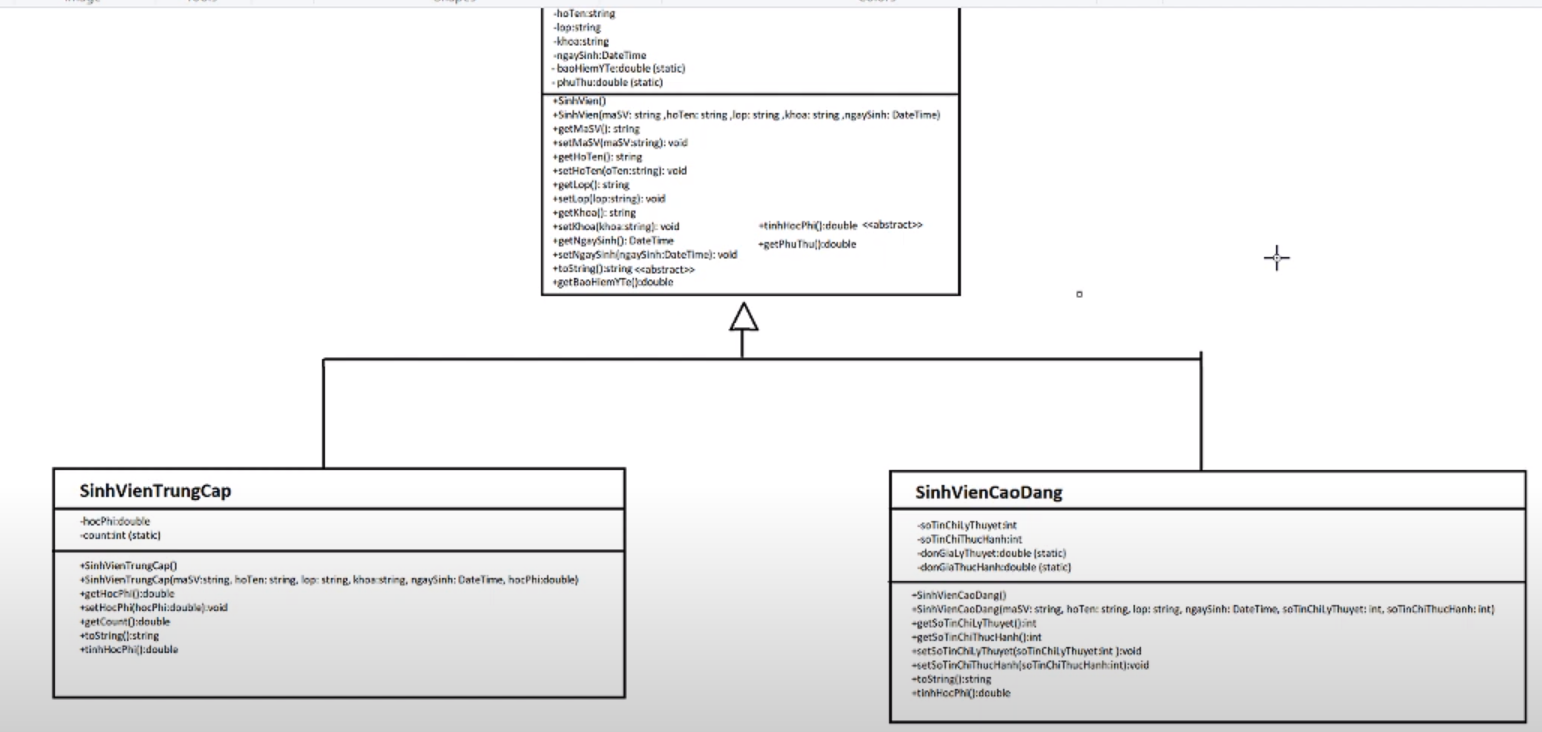 Image
Tools
Shapes
Colors
-hoTen:string
-lop:string
-khoa:string
-ngaySinh:DateTime
- baoHiemYTe:double (static)
- phuThu:double (static)
+SinhVien()
+SinhVien(maSV: string ,hoTen: string ,lop: string ,khoa: string ,ngaySinh: DateTime)
+getMaSV(): string
+setMaSV(maSV:string): void
+getHoTen(): string
+setHoTen(oTen:string): void
+getLop(): string
+setLop(lop:string): void
+getKhoa(): string
+setKhoa(khoa:string): void
+getNgaySinh(): DateTime
+setNgaySinh(ngaySinh:DateTime): void
+toString():string <<abstract>>
+getBaoHiemYTe():double
+tinhHocPhi():double <<abstract>>
+getPhuThu():double
SinhVienTrungCap
-hocPhi:double
-count:int (static)
+SinhVienTrungCap()
+SinhVienTrungCap(maSV:string, hoTen: string, lop: string, khoa:string, ngaySinh: DateTime, hocPhi:double)
+getHocPhi():double
+setHocPhi(hocPhi:double):void
+getCount():double
+toString():string
+tinhHocPhi():double
SinhVienCaoDang
-soTinChiLyThuyet:int
-soTinChiThucHanh:int
-donGiaLyThuyet:double (static)
-donGiaThucHanh:double (static)
+SinhVienCaoDang()
+SinhVienCaoDang(maSV: string, hoTen: string, lop: string, ngaySinh: DateTime, soTinChiLyThuyet: int, soTinChiThucHanh: int)
+getSoTinChiLyThuyet():int
+getSoTinChiThucHanh():int
+setSoTinChiLyThuyet(soTinChiLyThuyet:int ):void
+setSoTinChiThucHanh(soTinChiThucHanh:int):void
+toString():string
+tinhHocPhi():double